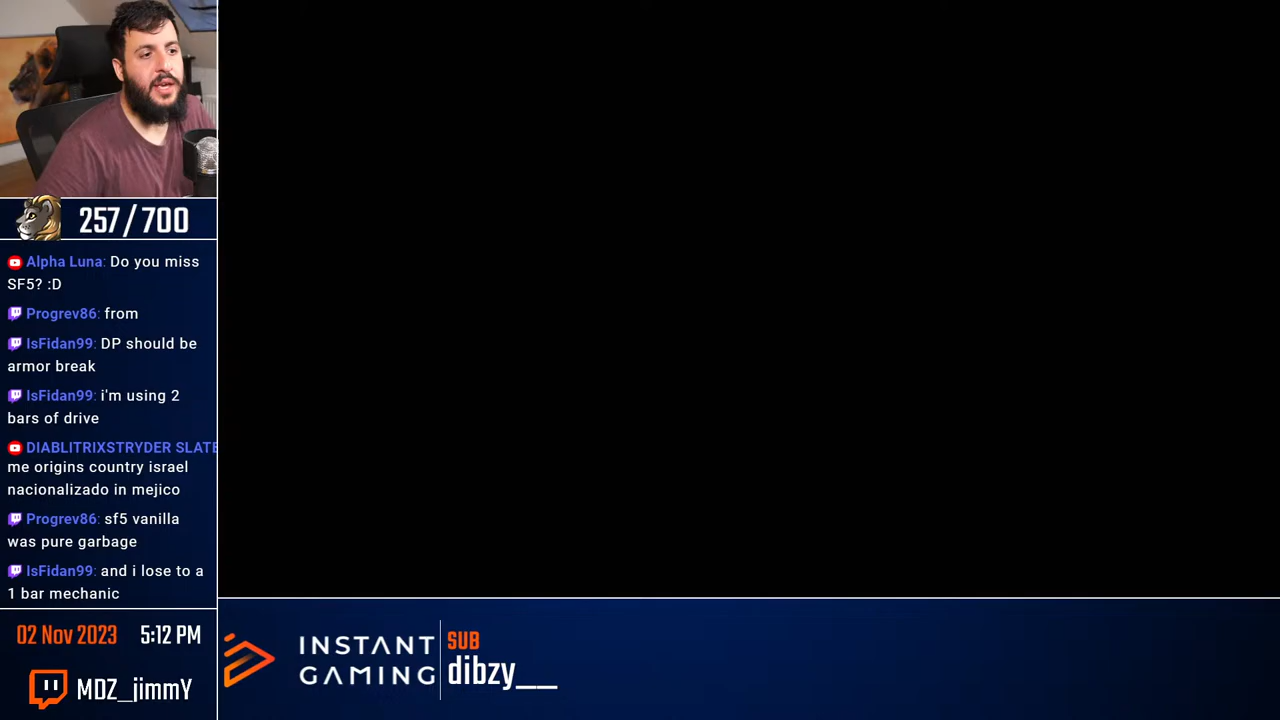 257/700
Alpha Luna: Do you miss
SF5? :D
Progrev86: from
IsFidan99: DP should be
armor break
IsFidan99: i'm using 2
bars of drive
DIABLITRIXSTRYDER SLATE
me origins country israel
nacionalizado in mejico
Progrev86: sf5 vanilla
was pure garbage
IsFidan99: and i lose to a
1 bar mechanic
02 Nov 2023 5:12 PM
MDZ_jimmY
INSTANT
GAMING
SUB
dibzy__